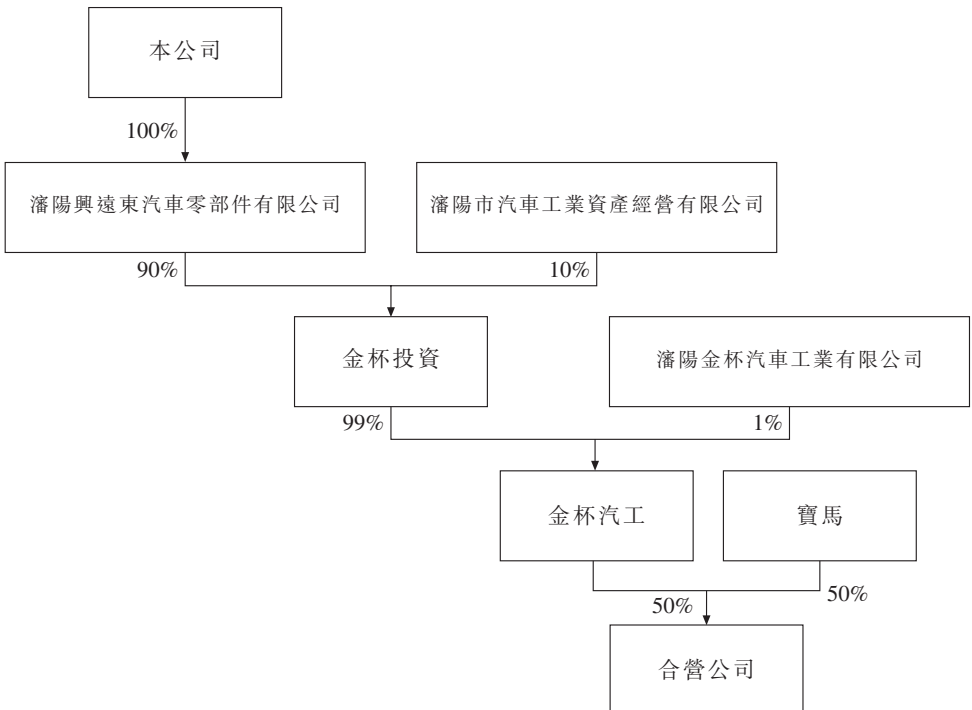 本公司
100%
瀋陽興遠東汽車零部件有限公司
瀋陽市汽車工業資產經營有限公司
90%
10%
金杯投資
瀋陽金杯汽車工業有限公司
99%
1%
金杯汽工
寶馬
50%
50%
合營公司